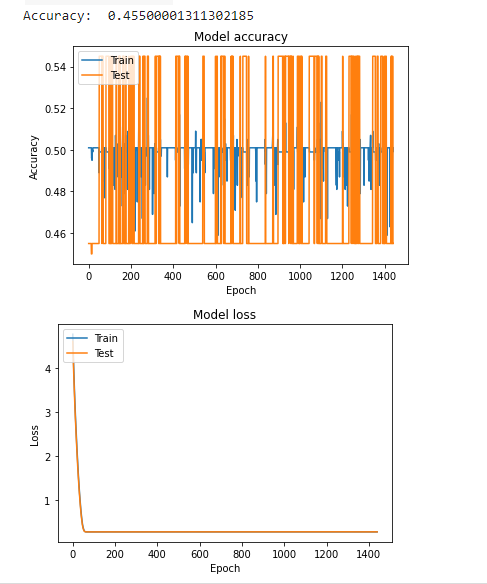 Accuracy: 0.45500001311302185
Model accuracy
Train
Test
0.54
0.52
0.50
0.48
0.46
Accuracy
0 200 400 600 800 1000 1200 1400
Epoch
Model loss
Train
Test
4
3
2
1
Loss
0 200 400 600 800 1000 1200 1400
Epoch